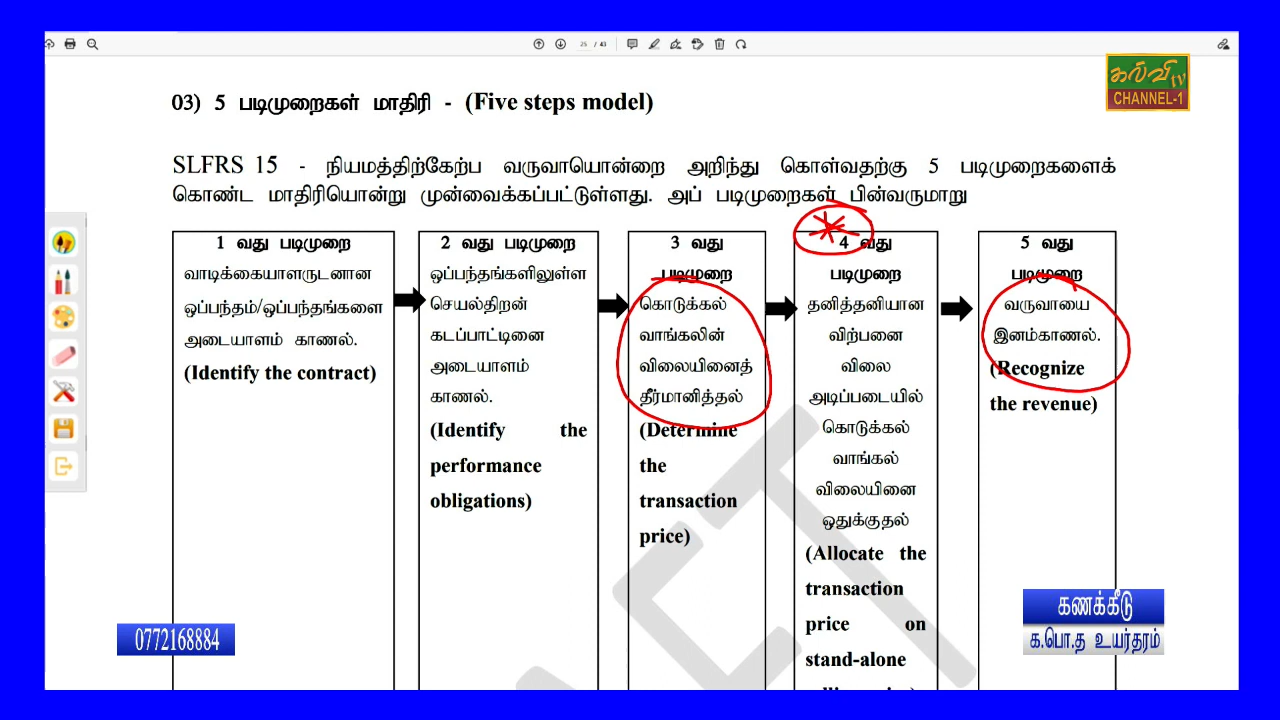 25 / 43
கல்வி TV
CHANNEL-1
03) 5 படிமுறைகள் மாதிரி - (Five steps model)
SLFRS 15 - நியமத்திற்கேற்ப வருவாயொன்றை அறிந்து கொள்வதற்கு 5 படிமுறைகளைக்
கொண்ட மாதிரியொன்று முன்வைக்கப்பட்டுள்ளது. அப் படிமுறைகள் பின்வருமாறு
1 வது படிமுறை
வாடிக்கையாளருடனான
ஒப்பந்தம்/ஒப்பந்தங்களை
அடையாளம் காணல்.
(Identify the contract)
2 வது படிமுறை
ஒப்பந்தங்களிலுள்ள
செயல்திறன்
கடப்பாட்டினை
அடையாளம்
காணல்.
(Identify the
performance
obligations)
3 வது
படிமுறை
கொடுக்கல்
வாங்கலின்
விலையினைத்
தீர்மானித்தல்
(Determine
the
transaction
price)
4 வது
படிமுறை
தனித்தனியான
விற்பனை
விலை
அடிப்படையில்
கொடுக்கல்
வாங்கல்
விலையினை
ஒதுக்குதல்
(Allocate the
transaction
price on
stand-alone
5 வது
படிமுறை
வருவாயை
இனம்காணல்.
(Recognize
the revenue)
0772168884
கணக்கீடு
க.பொ.த உயர்தரம்